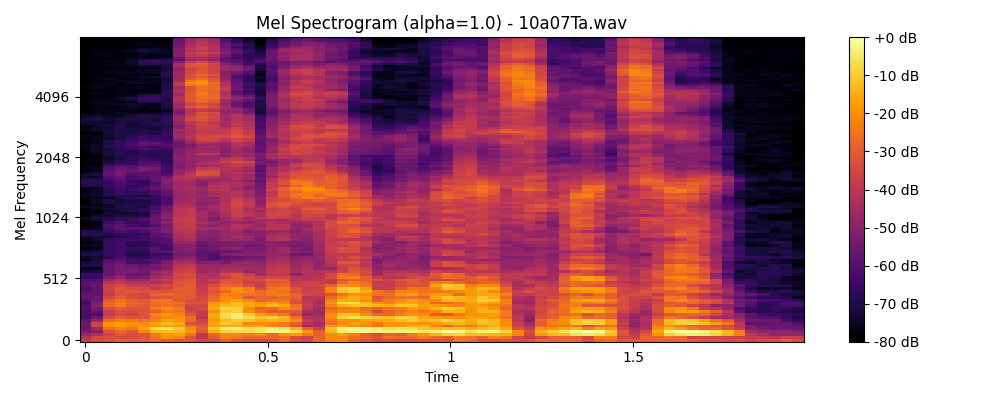 Mel Spectrogram (alpha=1.0) - 10a07Ta.wav
Mel Frequency
4096
2048
1024
512
0
0
0.5
1
1.5
Time
+0 dB
-10 dB
-20 dB
-30 dB
-40 dB
-50 dB
-60 dB
-70 dB
-80 dB